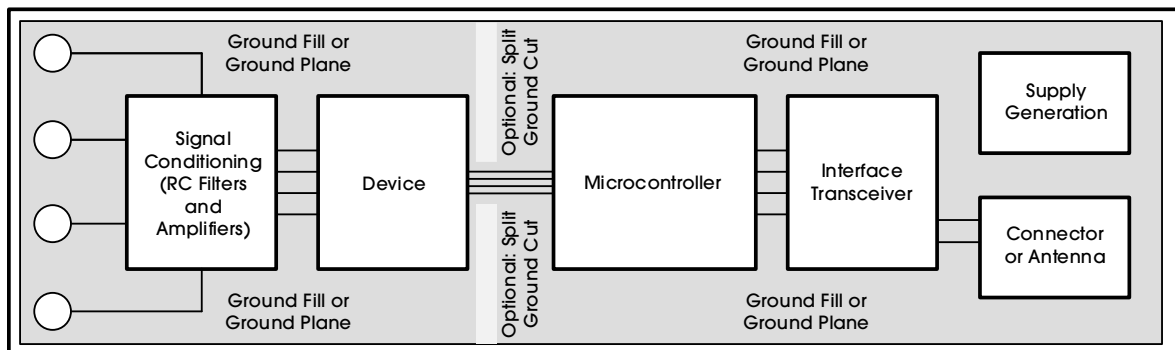 Ground Fill or
Ground Plane
Optional: Split
Ground Cut
Ground Fill or
Ground Plane
Supply
Generation
Signal
Conditioning
(RC Filters
and
Amplifiers)
Device
Microcontroller
Interface
Transceiver
Connector
or Antenna
Ground Fill or
Ground Plane
Optional: Split
Ground Cut
Ground Fill or
Ground Plane